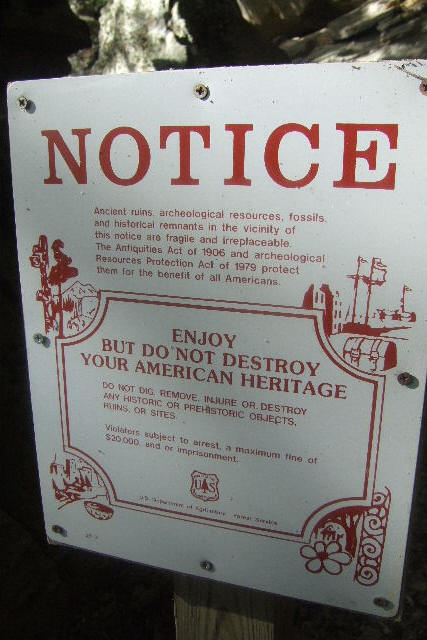 NOTICE
Ancient ruins, archeological resources, fossils,
and historical remnants in the vicinity of
this notice are fragile and irreplaceable.
The Antiquities Act of 1906 and archeological
Resources Protection Act of 1979 protect
them for the benefit of all Americans.
ENJOY
BUT DO NOT DESTROY
YOUR AMERICAN HERITAGE
DO NOT DIG, REMOVE, INJURE OR DESTROY
ANY HISTORIC OR PREHISTORIC OBJECTS,
RUINS, OR SITES.
Violators subject to arrest, a maximum fine of
$20,000, and or imprisonment.
UAS
U.S. Department of Agriculture Forest Service